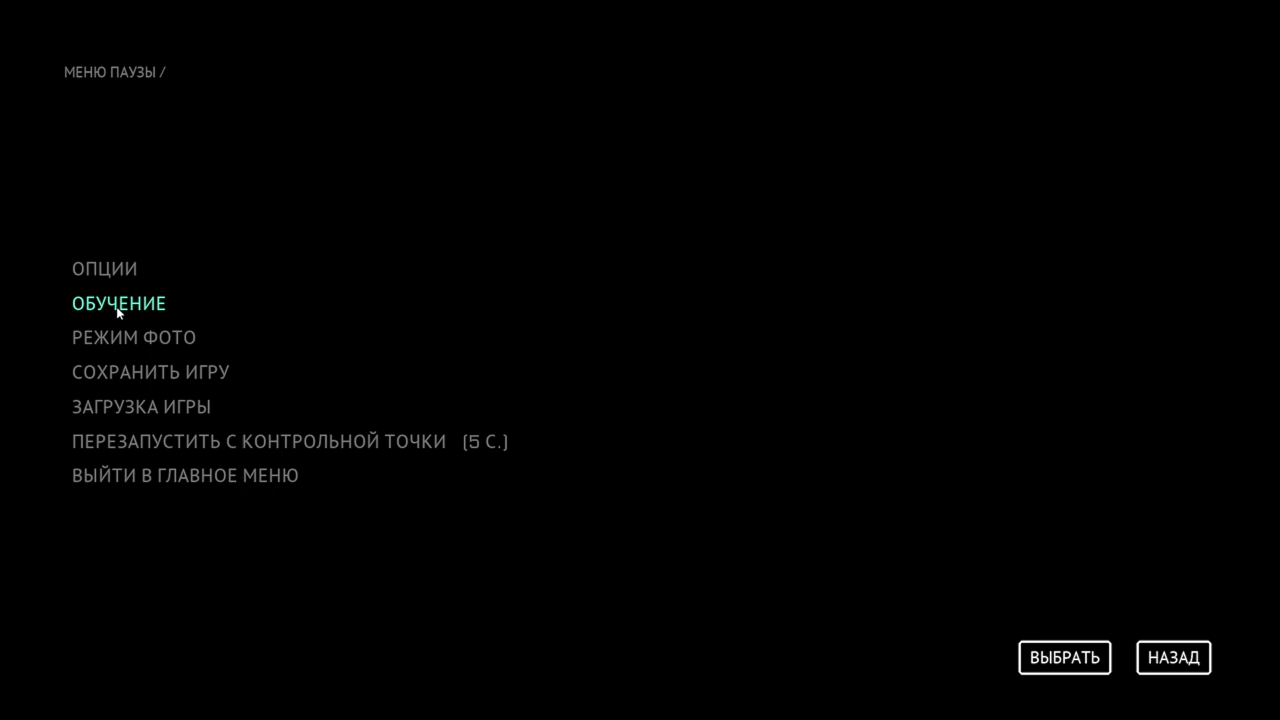 МЕНЮ ПАУЗЫ /
ОПЦИИ
ОБУЧЕНИЕ
РЕЖИМ ФОТО
СОХРАНИТЬ ИГРУ
ЗАГРУЗКА ИГРЫ
ПЕРЕЗАПУСТИТЬ С КОНТРОЛЬНОЙ ТОЧКИ (5 С.)
ВЫЙТИ В ГЛАВНОЕ МЕНЮ
ВЫБРАТЬ НАЗАД